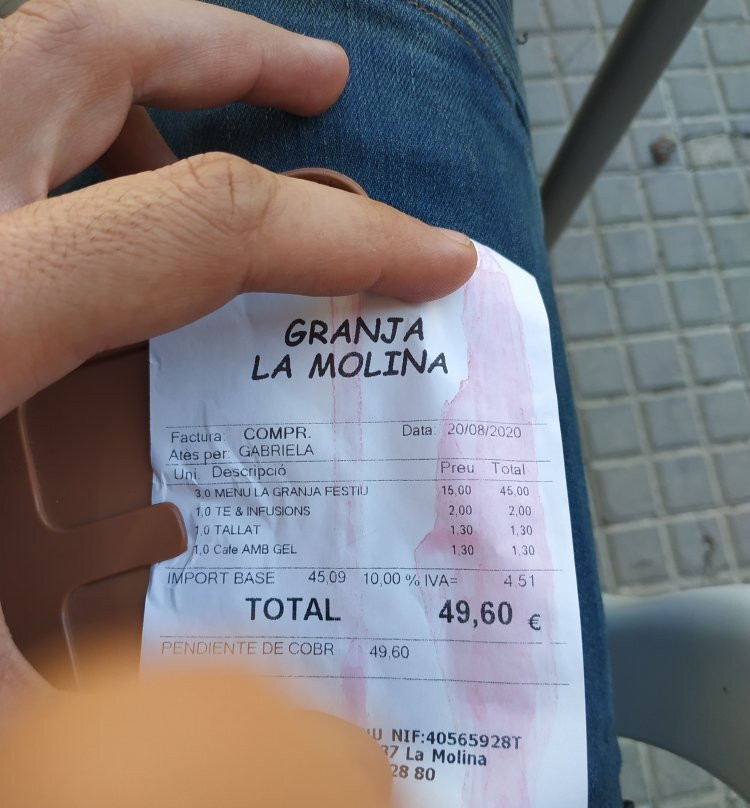 GRANJA
LA MOLINA
Factura: COMPR. Data: 20/08/2020
Atès per: GABRIELA
Uni. Descripció Preu Total
3,0 MENU LA GRANJA FESTIU 15,00 45,00
1,0 TE & INFUSIONS 2,00 2,00
1,0 TALLAT 1,30 1,30
1,0 Cafe AMB GEL 1,30 1,30
IMPORT BASE 45,09 10,00 % IVA= 4,51
TOTAL 49,60 €
PENDIENTE DE COBR 49,60
NIF:40565928T
La Molina
28 80